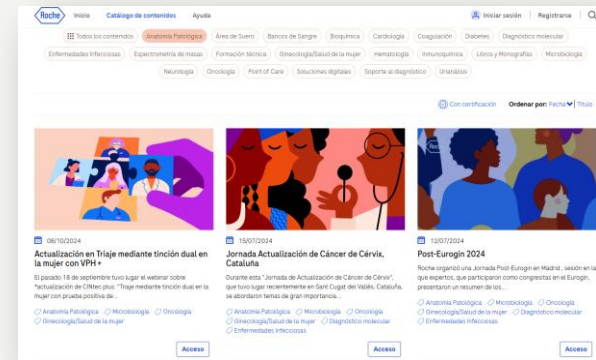 Roche Inicio Catálogo de contenidos Ayuda Iniciar sesión Registrarse
Todos los contenidos Anatomía Patológica Área de Suero Bancos de Sangre Bioquímica Cardiología Coagulación Diabetes Diagnóstico molecular
Enfermedades Infecciosas Espectrometría de masas Formación técnica Ginecología/Salud de la mujer Hematología Inmunoquímica Libros y Monografías Microbiología
Neurología Oncología Point of Care Soluciones digitales Soporte al diagnóstico Urianálisis
Con certificación Ordenar por: Fecha Título
06/10/2024
Actualización en Triaje mediante tinción dual en
la mujer con VPH+
El pasado 18 de septiembre tuvo lugar el webinar sobre
"actualización de CINtec plus: "Triaje mediante tinción dual en la
mujer con prueba positiva de...
Anatomía Patológica Microbiología Oncología
Ginecología/Salud de la mujer
Acceso
15/07/2024
Jornada Actualización de Cáncer de Cérvix,
Cataluña
Durante esta "Jornada de Actualización de Cáncer de Cérvix",
que tuvo lugar recientemente en Sant Cugat del Vallés, Cataluña,
se abordaron temas de gran importancia...
Anatomía Patológica Microbiología Oncología
Ginecología/Salud de la mujer Diagnóstico molecular
Enfermedades Infecciosas
Acceso
Roche
12/07/2024
Post-Eurogin 2024
Roche organizó una Jornada Post-Eurogin en Madrid, sesión en la
que expertos, que participaron como congresistas en el Eurogin,
presentaron un resumen de los...
Anatomía Patológica Microbiología Oncología
Ginecología/Salud de la mujer Diagnóstico molecular
Enfermedades Infecciosas
Acceso